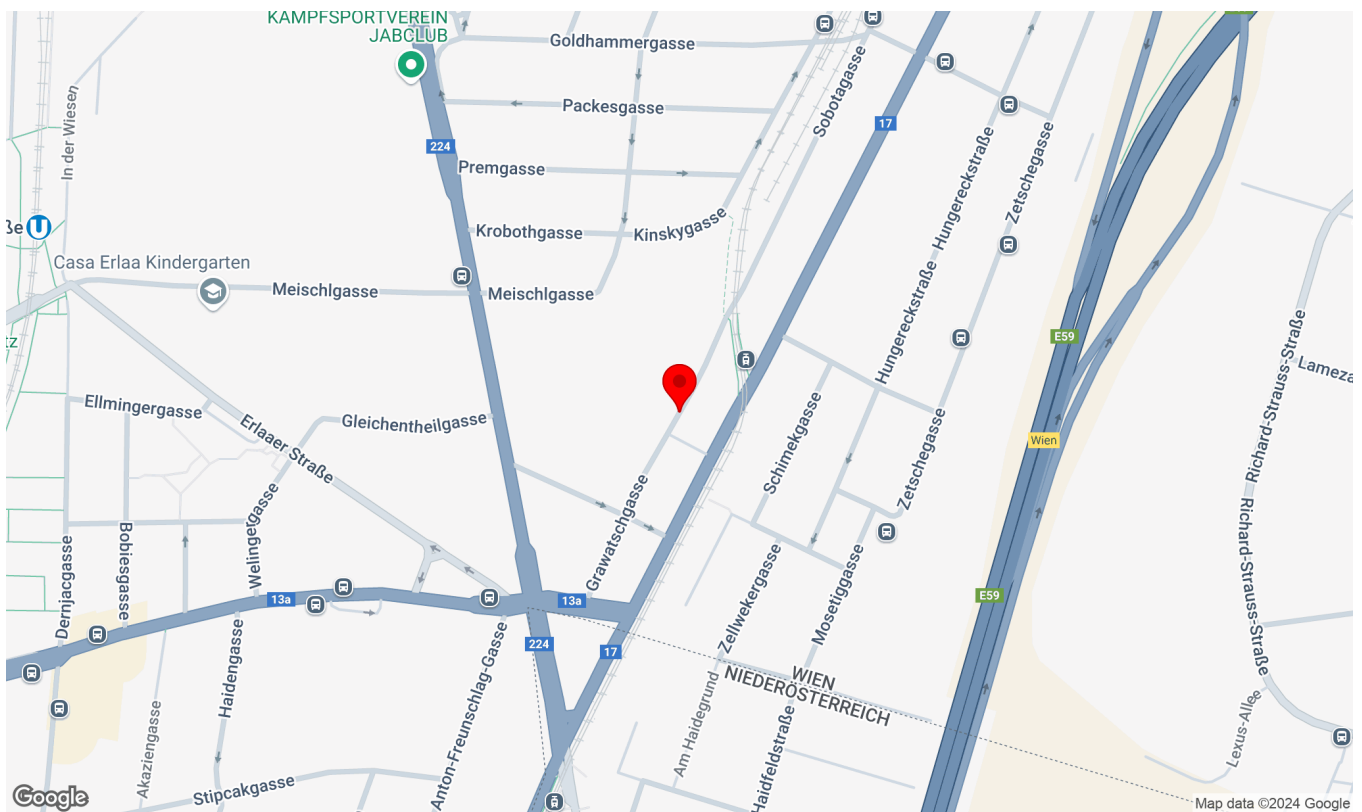 KAMPFSPORTVEREIN
JABCLUB
Goldhammergasse
Packesgasse
Sobotagasse
17
In der Wiesen
224
Premgasse
Hungereckstraße
Zetschegasse
ße
U
Krobothgasse
Kinskygasse
Casa Erlaa Kindergarten
Meischlgasse
Meischlgasse
Hungereckstraße
E59
tz
Richard-Strauss-Straße
Lameza
Ellmingergasse
Erlaaer Straße
Gleichentheilgasse
Schimekgasse
Zetschegasse
Wien
Grawatschgasse
Richard-Strauss-Straße
Dernjacgasse
Bobiesgasse
Welingergasse
13a
13a
E59
Zellwekergasse
Mosetiggasse
224
17
Haidengasse
Anton-Freunschlag-Gasse
WIEN
NIEDERÖSTERREICH
Am Haidegrund
Haidfeldstraße
Akaziengasse
Lexus-Allee
Stipcakgasse
Google
Map data ©2024 Google